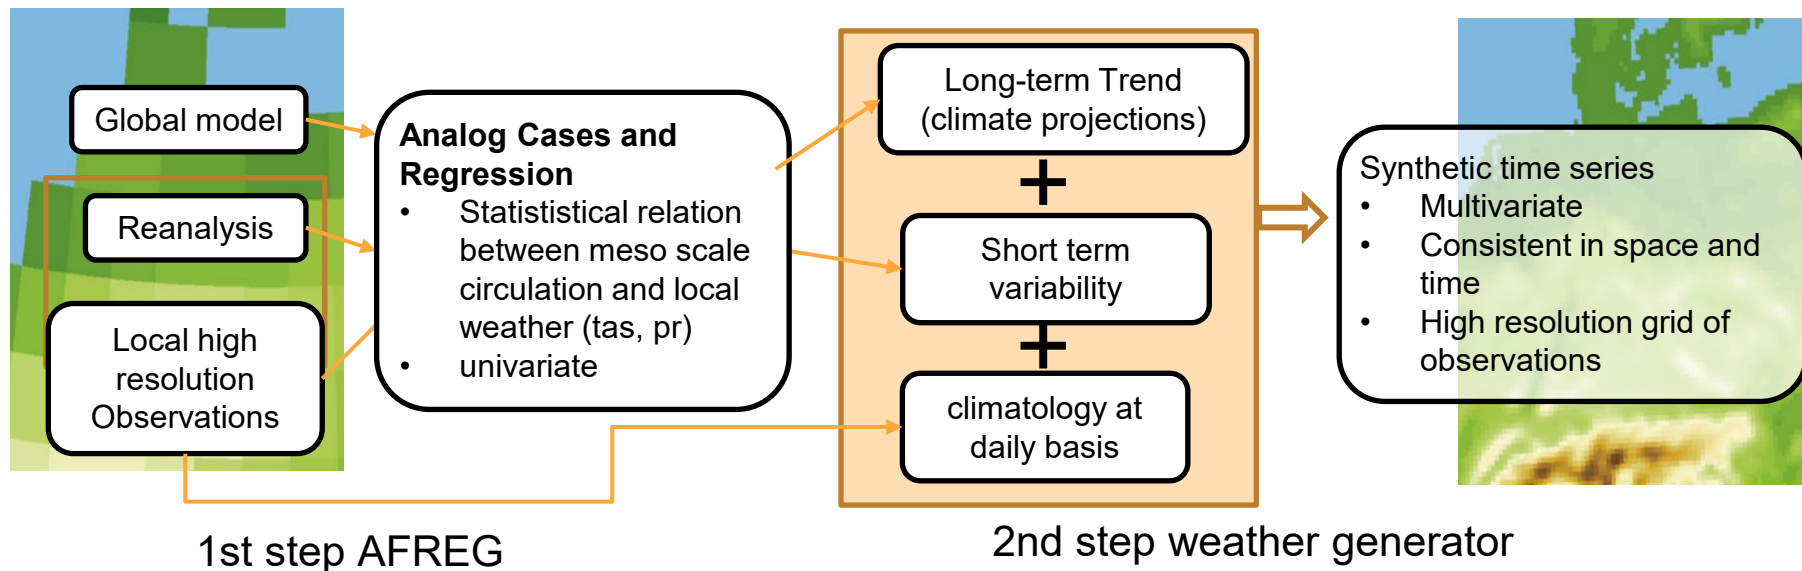 Global model
Reanalysis
Local high
resolution
Observations
Analog Cases and
Regression
• Statististical relation
between meso scale
circulation and local
weather (tas, pr)
• univariate
Long-term Trend
(climate projections)
+
Short term
variability
+
climatology at
daily basis
Synthetic time series
• Multivariate
• Consistent in space and
time
• High resolution grid of
observations
1st step AFREG
2nd step weather generator